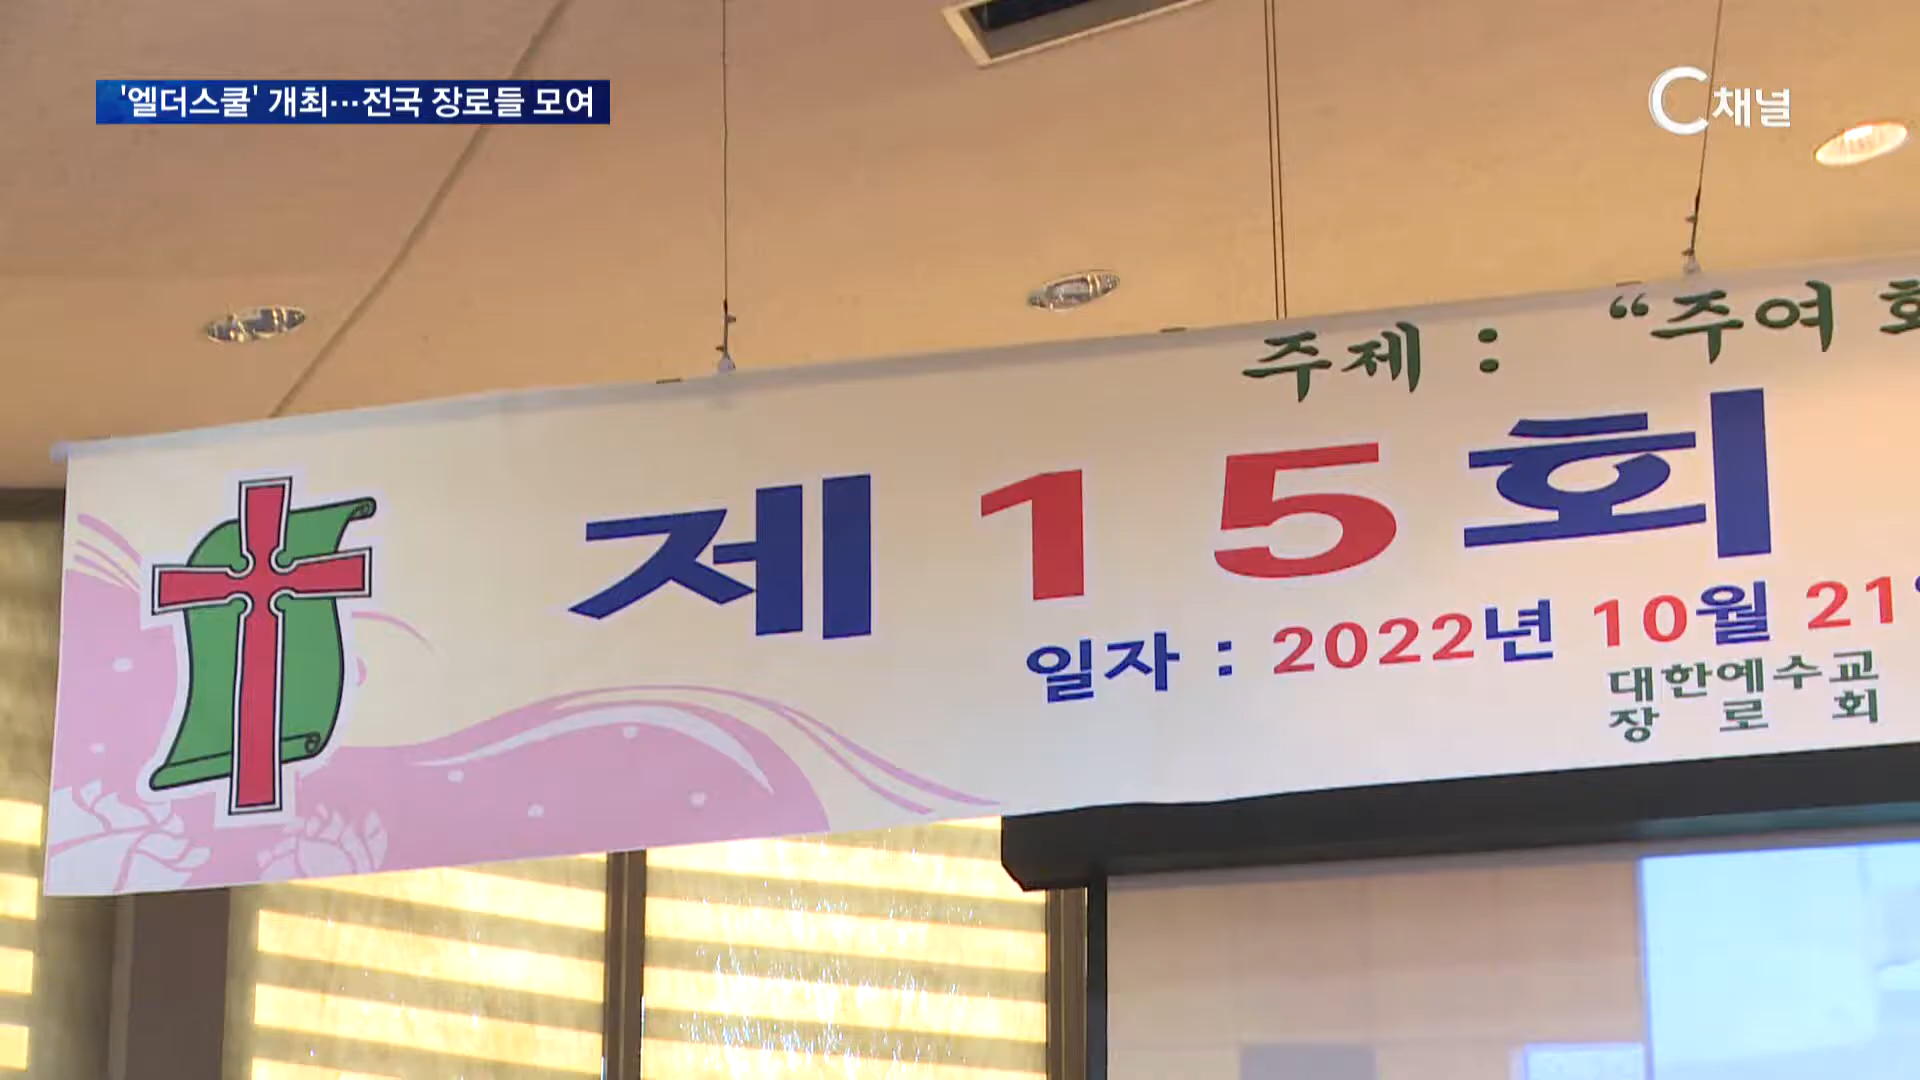 '엘더스쿨' 개최…전국 장로들 모여
C채널
주제 : “주여
제15회
일자 : 2022년 10월 21
대한예수교
장로회